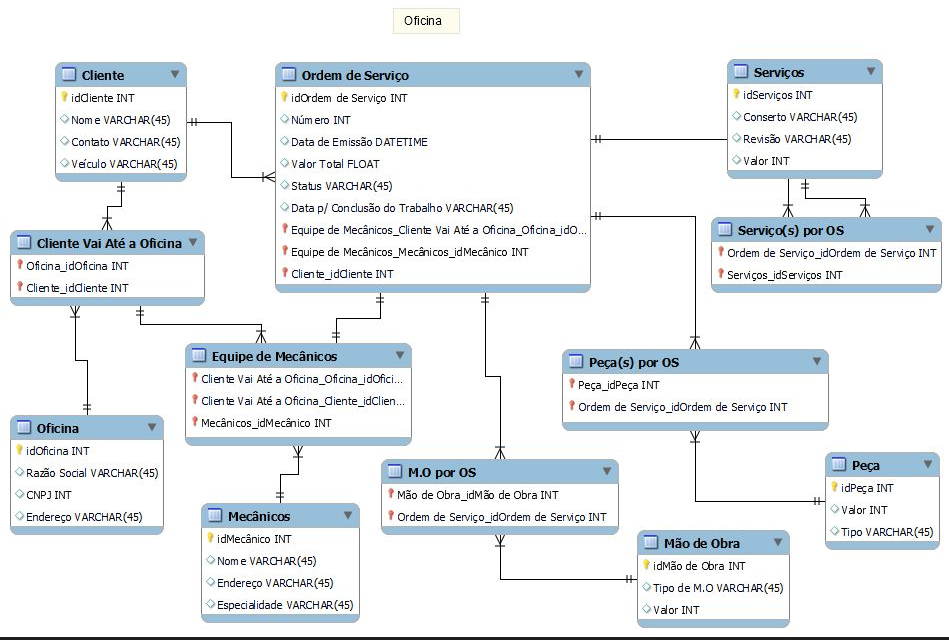 Oficina
Cliente
idCliente INT
Nome VARCHAR(45)
Contato VARCHAR(45)
Veículo VARCHAR(45)
Ordem de Serviço
idOrdem de Serviço INT
Número INT
Data de Emissão DATETIME
Valor Total FLOAT
Status VARCHAR(45)
Data p/ Conclusão do Trabalho VARCHAR(45)
Equipe de Mecânicos_Cliente Vai Até a Oficina_Oficina_idO...
Equipe de Mecânicos_Mecânicos_idMecânico INT
Cliente_idCliente INT
Serviços
idServiços INT
Conserto VARCHAR(45)
Revisão VARCHAR(45)
Valor INT
Serviço(s) por OS
Ordem de Serviço_idOrdem de Serviço INT
Serviços_idServiços INT
Cliente Vai Até a Oficina
Oficina_idOficina INT
Cliente_idCliente INT
Equipe de Mecânicos
Cliente Vai Até a Oficina_Oficina_idOfici...
Cliente Vai Até a Oficina_Cliente_idClien...
Mecânicos_idMecânico INT
Peça(s) por OS
Peça_idPeça INT
Ordem de Serviço_idOrdem de Serviço INT
Oficina
idOficina INT
Razão Social VARCHAR(45)
CNPJ INT
Endereço VARCHAR(45)
M.O por OS
Mão de Obra_idMão de Obra INT
Ordem de Serviço_idOrdem de Serviço INT
Peça
idPeça INT
Valor INT
Tipo VARCHAR(45)
Mecânicos
idMecânico INT
Nome VARCHAR(45)
Endereço VARCHAR(45)
Especialidade VARCHAR(45)
Mão de Obra
idMão de Obra INT
Tipo de M.O VARCHAR(45)
Valor INT